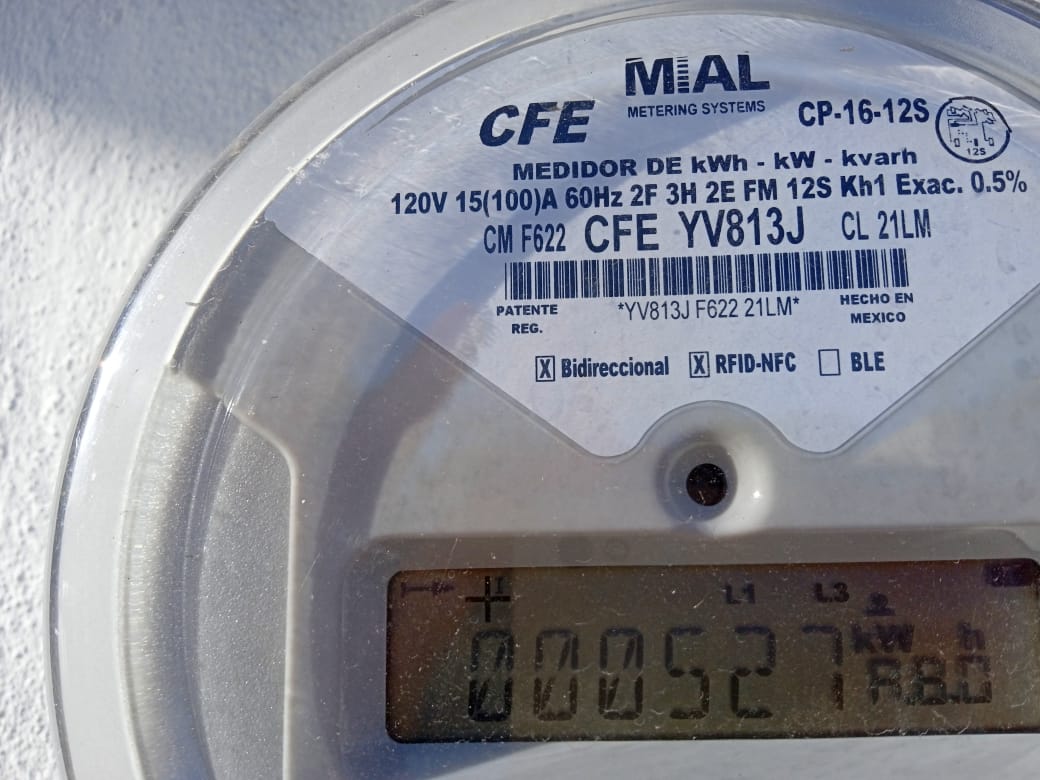 MIAL
METERING SYSTEMS
CFE
CP-16-12S
12S
MEDIDOR DE kWh - kW - kvarh
120V 15(100)A 60Hz 2F 3H 2E FM 12S Kh1 Exac. 0.5%
CM F622 CFE YV813J CL 21LM
*YV813J F622 21LM*
PATENTE
REG.
HECHO EN
MEXICO
X Bidireccional X RFID-NFC BLE
L1 L3
000527 kW h